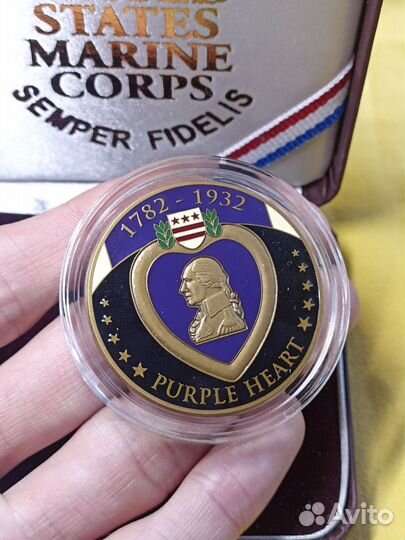 STATES
MARINE
CORPS
SEMPER FIDELIS
1782 - 1932
PURPLE HEART
Avito